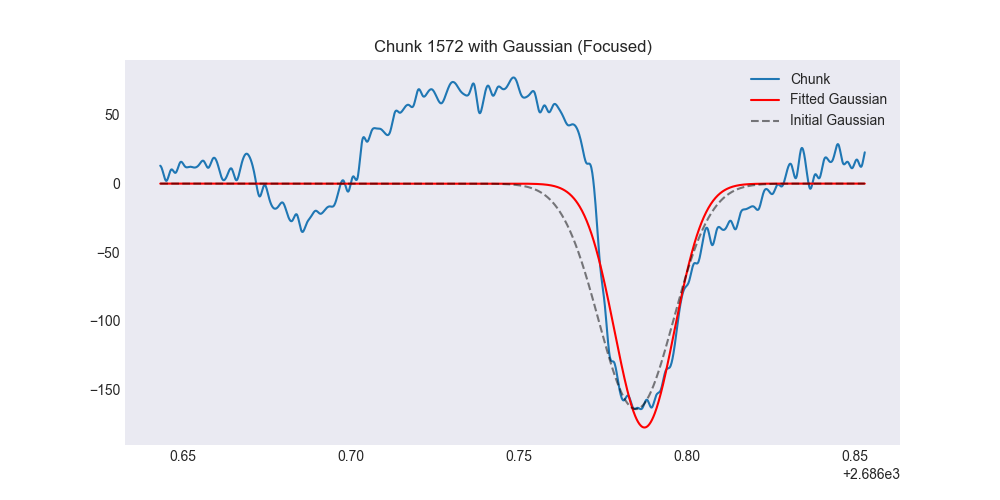 Chunk 1572 with Gaussian (Focused)
Chunk
Fitted Gaussian
Initial Gaussian
50
0
−50
−100
−150
0.65 0.70 0.75 0.80 0.85
+2.686e3